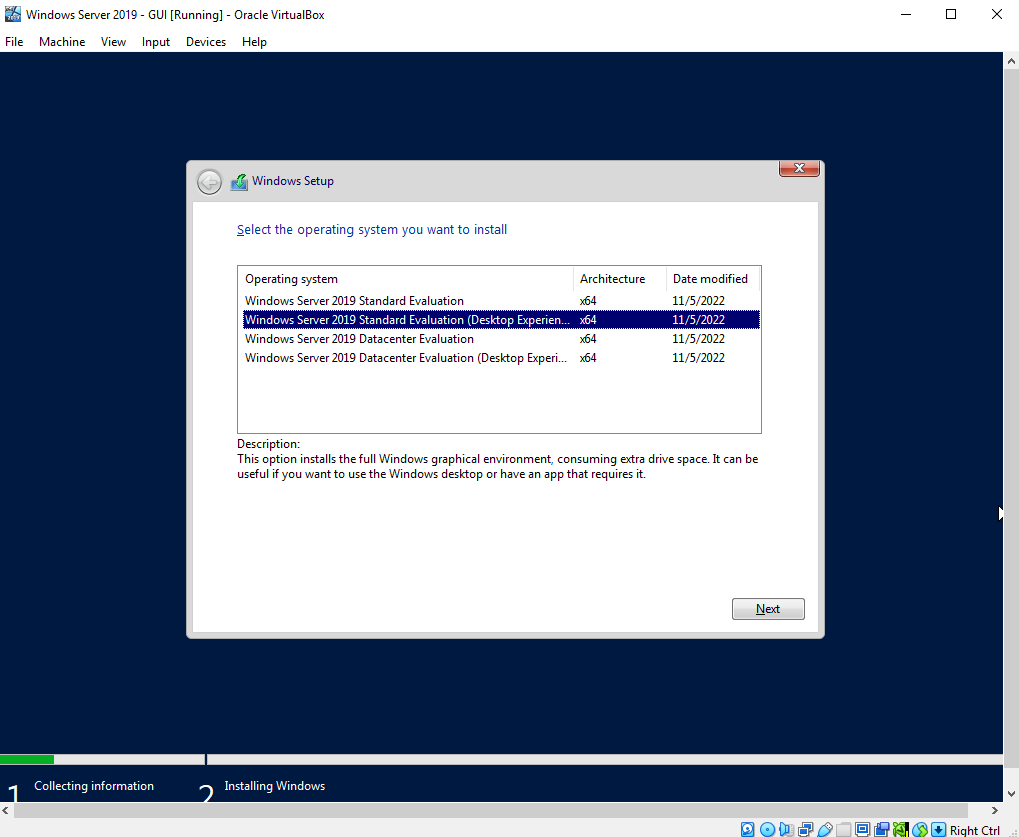 Windows Server 2019 - GUI [Running] - Oracle VirtualBox
File Machine View Input Devices Help
Windows Setup
Select the operating system you want to install
Operating system Architecture Date modified
Windows Server 2019 Standard Evaluation x64 11/5/2022
Windows Server 2019 Standard Evaluation (Desktop Experien... x64 11/5/2022
Windows Server 2019 Datacenter Evaluation x64 11/5/2022
Windows Server 2019 Datacenter Evaluation (Desktop Experi... x64 11/5/2022
Description:
This option installs the full Windows graphical environment, consuming extra drive space. It can be
useful if you want to use the Windows desktop or have an app that requires it.
Next
1 Collecting information 2 Installing Windows
Right Ctrl